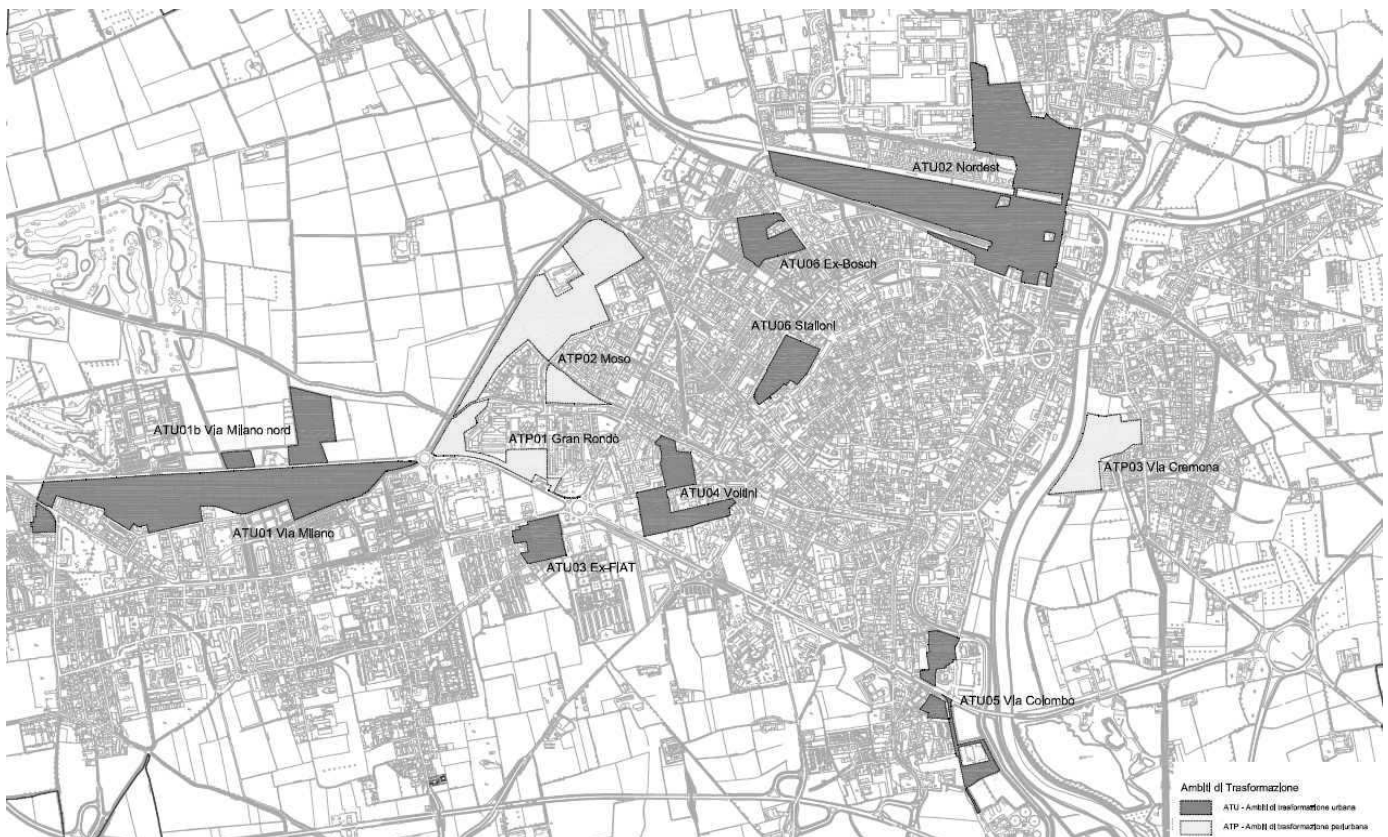 ATU02 Nordest
ATU06 Ex-Bosch
ATU06 Stalloni
ATP02 Moso
ATU01b Via Milano nord
ATP01 Gran Rondò
ATP03 Via Cremona
ATU04 Voltini
ATU01 Via Milano
ATU03 Ex-FIAT
ATU05 Via Colombo
Ambiti di Trasformazione
ATU - Ambiti di trasformazione urbana
ATP - Ambiti di trasformazione periurbana